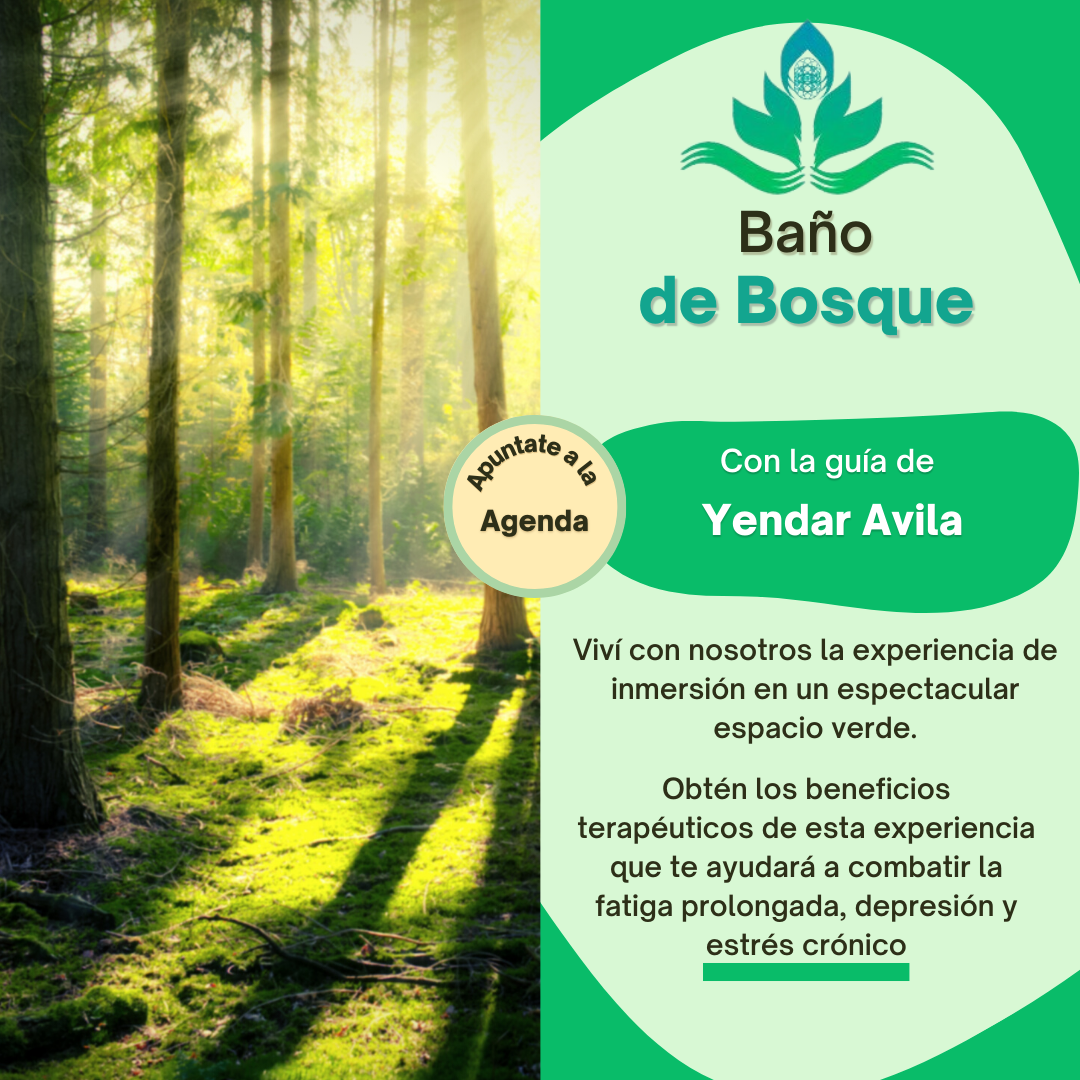 Baño
de Bosque
Apuntate a la
Agenda
Con la guía de
Yendar Avila
Viví con nosotros la experiencia de
inmersión en un espectacular
espacio verde.
Obtén los beneficios
terapéuticos de esta experiencia
que te ayudará a combatir la
fatiga prolongada, depresión y
estrés crónico